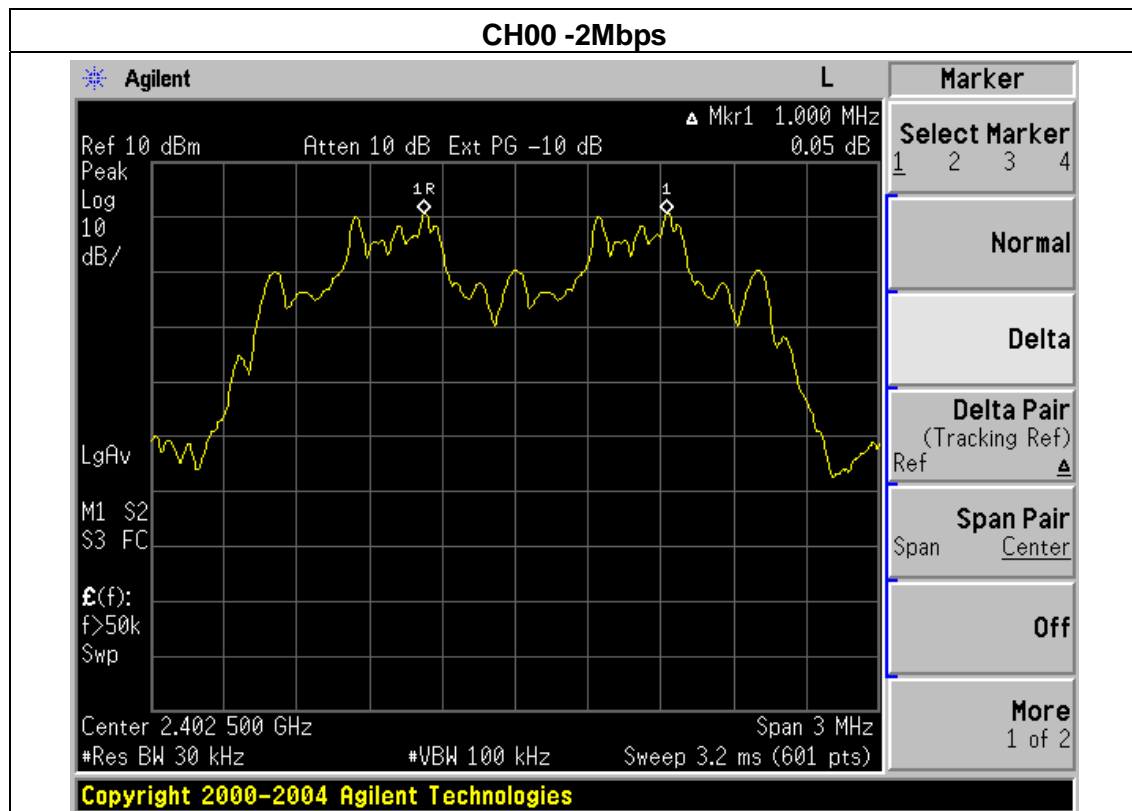 CH00 -2Mbps
Agilent L Marker
Δ Mkr1 1.000 MHz
Ref 10 dBm Atten 10 dB Ext PG -10 dB 0.05 dB
Peak
Log
10
dB/
1R
1
LgAv
M1 S2
S3 FC
£(f):
f>50k
Swp
Center 2.402 500 GHz Span 3 MHz
#Res BW 30 kHz #VBW 100 kHz Sweep 3.2 ms (601 pts)
Select Marker
1 2 3 4
Normal
Delta
Delta Pair
(Tracking Ref)
Ref Δ
Span Pair
Span Center
Off
More
1 of 2
Copyright 2000-2004 Agilent Technologies